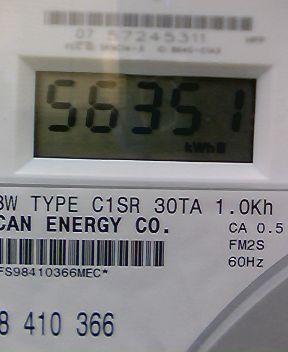 07 57245311
56351
kWh
3W TYPE C1SR 30TA 1.0Kh
CAN ENERGY CO.
CA 0.5
FM2S
60Hz
FS98410366MEC*
8 410 366